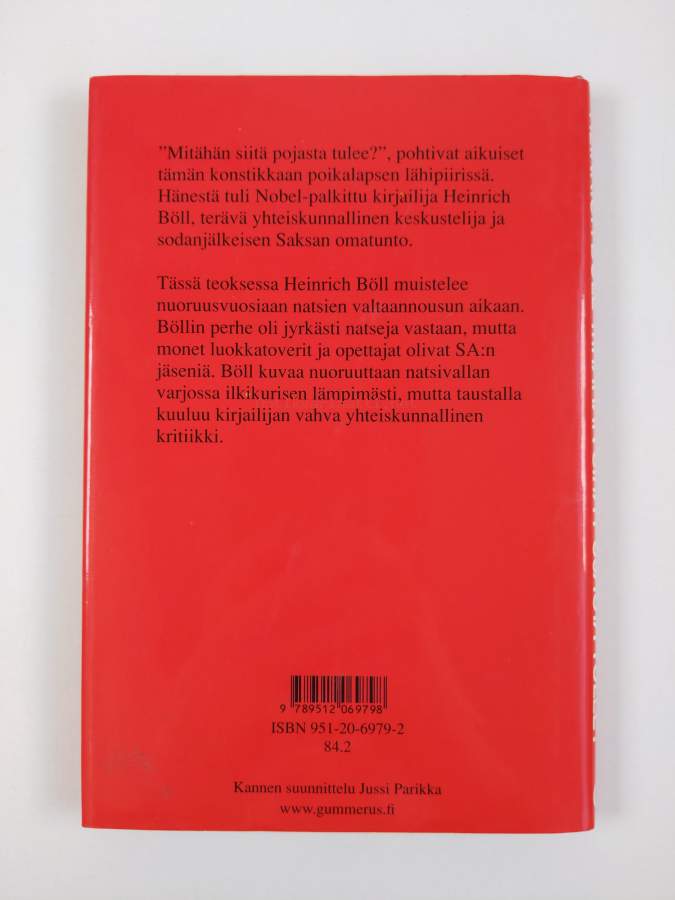 ”Mitähän siitä pojasta tulee?”, pohtivat aikuiset
tämän konstikkaan poikalapsen lähipiirissä.
Hänestä tuli Nobel-palkittu kirjailija Heinrich
Böll, terävä yhteiskunnallinen keskustelija ja
sodanjälkeisen Saksan omatunto.
Tässä teoksessa Heinrich Böll muistelee
nuoruusvuosiaan natsien valtaannousun aikaan.
Böllin perhe oli jyrkästi natseja vastaan, mutta
monet luokkatoverit ja opettajat olivat SA:n
jäseniä. Böll kuvaa nuoruuttaan natsivallan
varjossa ilkikurisen lämpimästi, mutta taustalla
kuuluu kirjailijan vahva yhteiskunnallinen
kritiikki.
9 789512 069798
ISBN 951-20-6979-2
84.2
Kannen suunnittelu Jussi Parikka
www.gummerus.fi